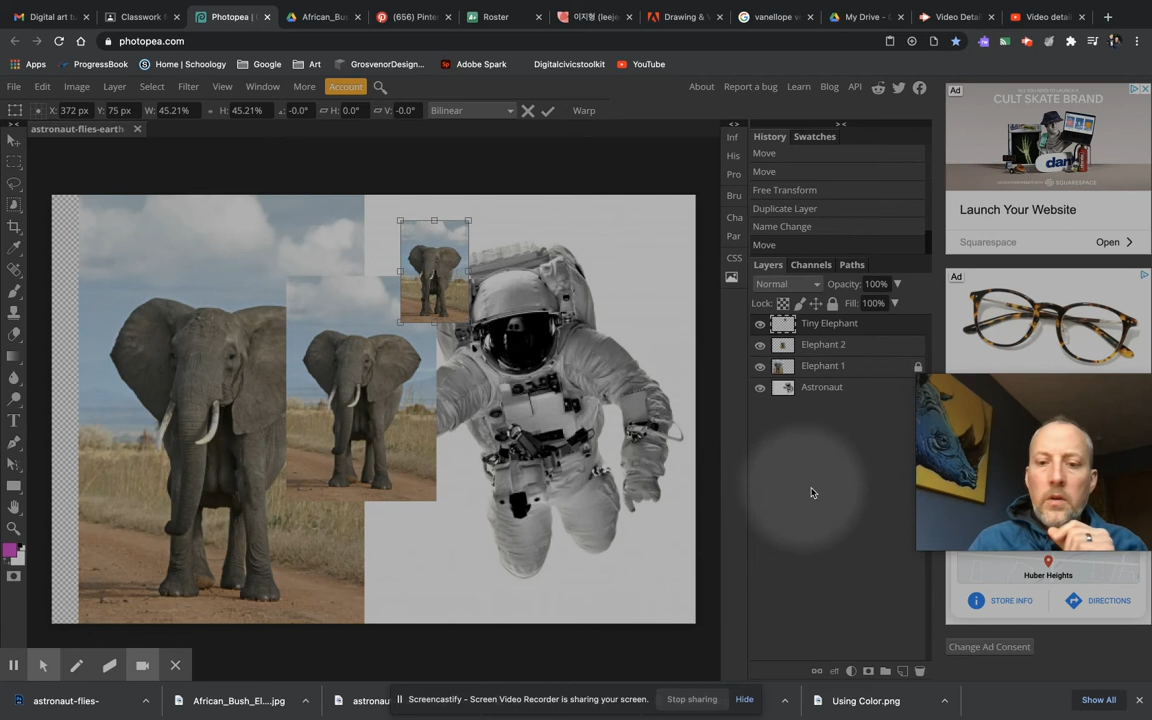 Classwork
Photopea | 
African_Bu
(656) Pinter
Roster
이지형 (leeje
Drawing & 
vanellope v
My Drive - 
Video Detail
Video detai
photopea.com
Apps
ProgressBook
Home | Schoology
Google
Art
GrosvenorDesign...
Adobe Spark
Digitalcivicstoolkit
YouTube
File Edit Image Layer Select Filter View Window More Account
About Report a bug Learn Blog API
X: 372 px Y: 75 px W: 45.21% H: 45.21% -0.0° H: 0.0° V: -0.0° Bilinear Warp
astronaut-flies-earth
Inf
His
Pro
Bru
Cha
Par
CSS
History Swatches
Move
Move
Free Transform
Duplicate Layer
Name Change
Move
Layers Channels Paths
Normal Opacity: 100%
Lock: Fill: 100%
Tiny Elephant
Elephant 2
Elephant 1
Astronaut
eff
Ad
CULT SKATE BRAND
dan
Launch Your Website
Squarespace
Open
Ad
Huber Heights
STORE INFO
DIRECTIONS
Change Ad Consent
astronaut-flies-
African_Bush_El....jpg
astronau
Screencastify - Screen Video Recorder is sharing your screen.
Stop sharing
Hide
Using Color.png
Show All